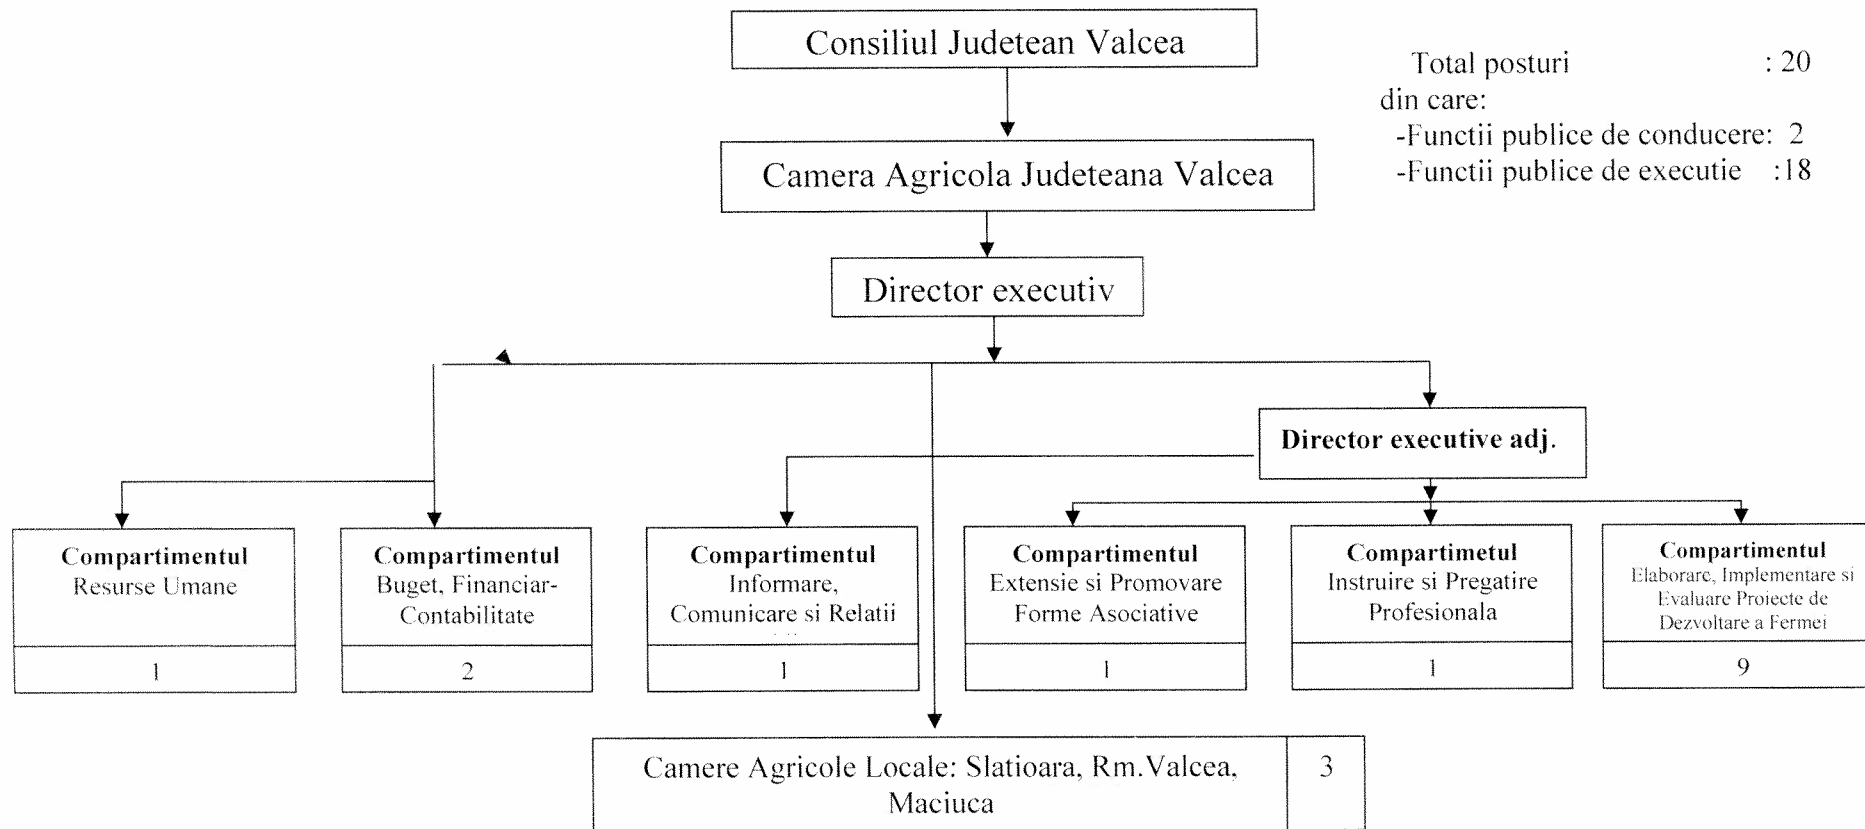 Consiliul Judetean Valcea
Total posturi : 20
din care:
-Functii publice de conducere: 2
-Functii publice de executie :18
Camera Agricola Judeteana Valcea
Director executiv
Director executive adj.
Compartimentul
Resurse Umane
1
Compartimentul
Buget, Financiar-
Contabilitate
2
Compartimentul
Informare,
Comunicare si Relatii
1
Compartimentul
Extensie si Promovare
Forme Asociative
1
Compartimetul
Instruire si Pregatire
Profesionala
1
Compartimentul
Elaborare, Implementare si
Evaluare Proiecte de
Dezvoltare a Fermei
9
Camere Agricole Locale: Slatioara, Rm.Valcea,
Maciuca
3